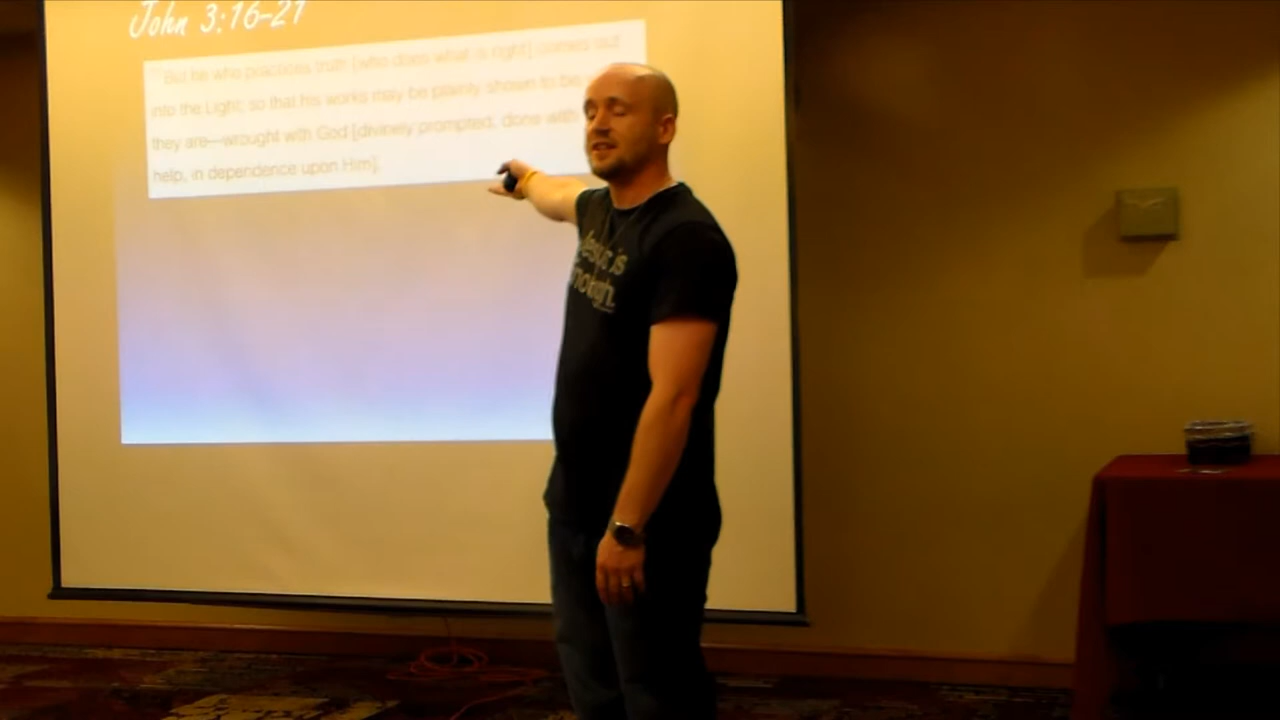 John 3:16-21
But he who practices truth [who does what is right] comes out
into the Light; so that his works may be plainly shown to be
they are—wrought with God [divinely prompted, done with
help, in dependence upon Him].
Jesus is
nough.